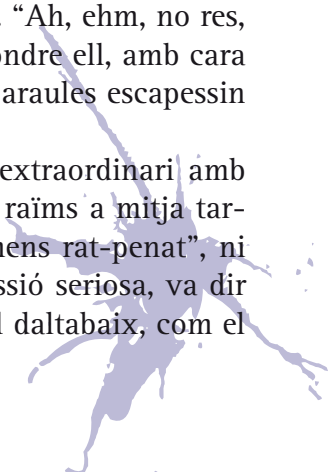 . “Ah, ehm, no res,
ondre ell, amb cara
araules escapessin
extraordinari amb
raïms a mitja tar-
nens rat-penat”, ni
ssió seriosa, va dir
l daltabaix, com el